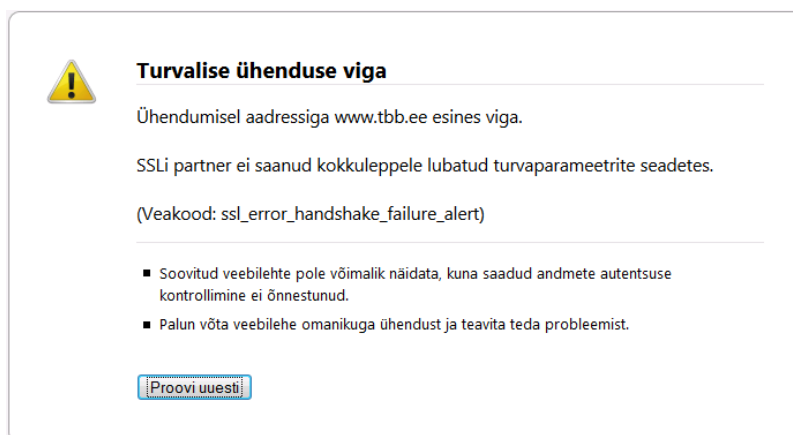 Turvalise ühenduse viga
Ühendumisel aadressiga www.tbb.ee esines viga.
SSLi partner ei saanud kokkuleppele lubatud turvaparameetrite seadetes.
(Veakood: ssl_error_handshake_failure_alert)
Soovitud veebilehte pole võimalik näidata, kuna saadud andmete autentsuse
kontrollimine ei õnnestunud.
Palun võta veebilehe omanikuga ühendust ja teavita teda probleemist.
Proovi uuesti